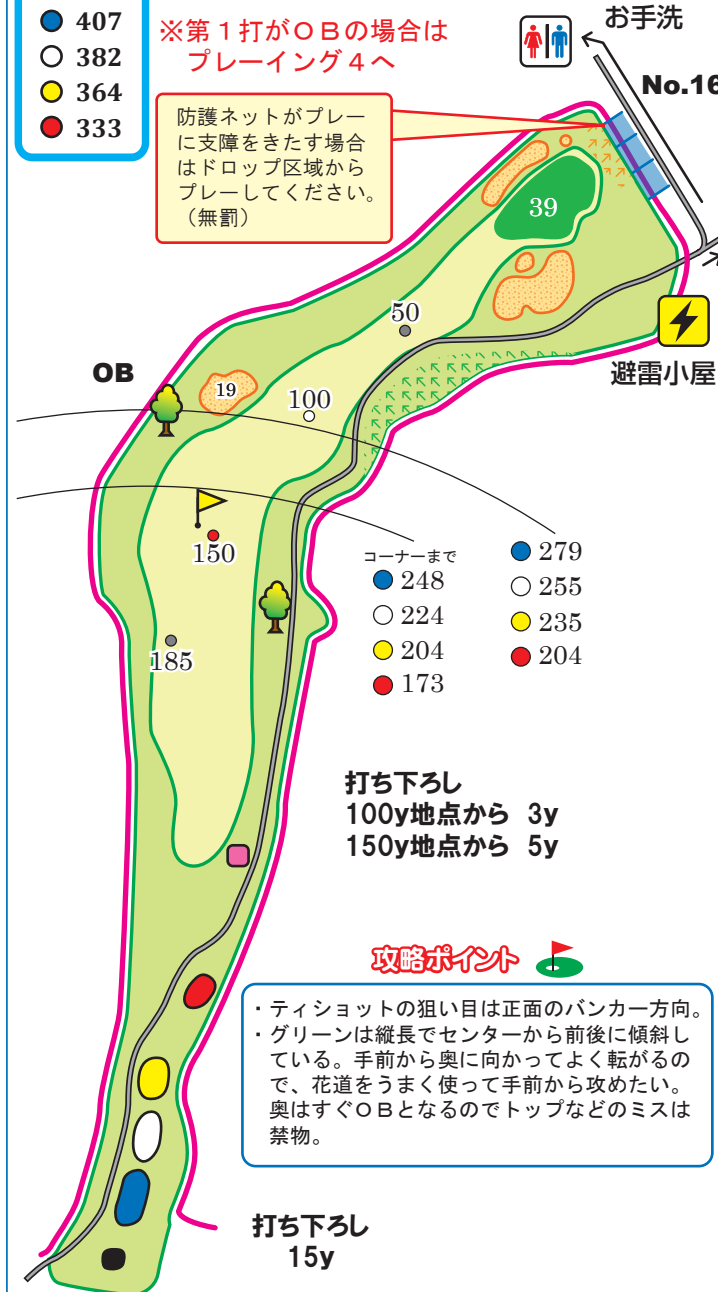 407
382
364
333
※第1打がOBの場合は
プレーイング4へ
お手洗
No.16
防護ネットがプレー
に支障をきたす場合
はドロップ区域から
プレーしてください。
(無罰)
39
50
OB
19
100
避雷小屋
150
185
コーナーまで
248
224
204
173
279
255
235
204
打ち下ろし
100y地点から 3y
150y地点から 5y
攻略ポイント
・ティショットの狙い目は正面のバンカー方向。
・グリーンは縦長でセンターから前後に傾斜し
ている。手前から奥に向かってよく転がるの
で、花道をうまく使って手前から攻めたい。
奥はすぐOBとなるのでトップなどのミスは
禁物。
打ち下ろし
15y